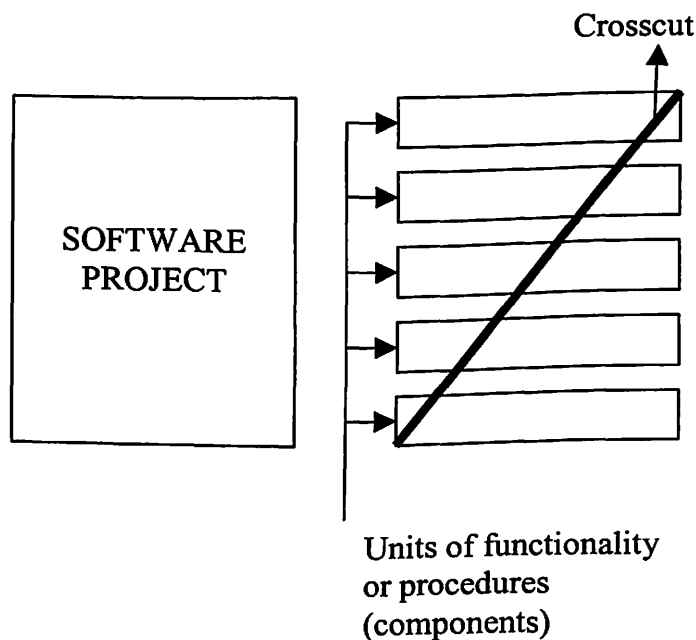 Crosscut
SOFTWARE
PROJECT
Units of functionality
or procedures
(components)